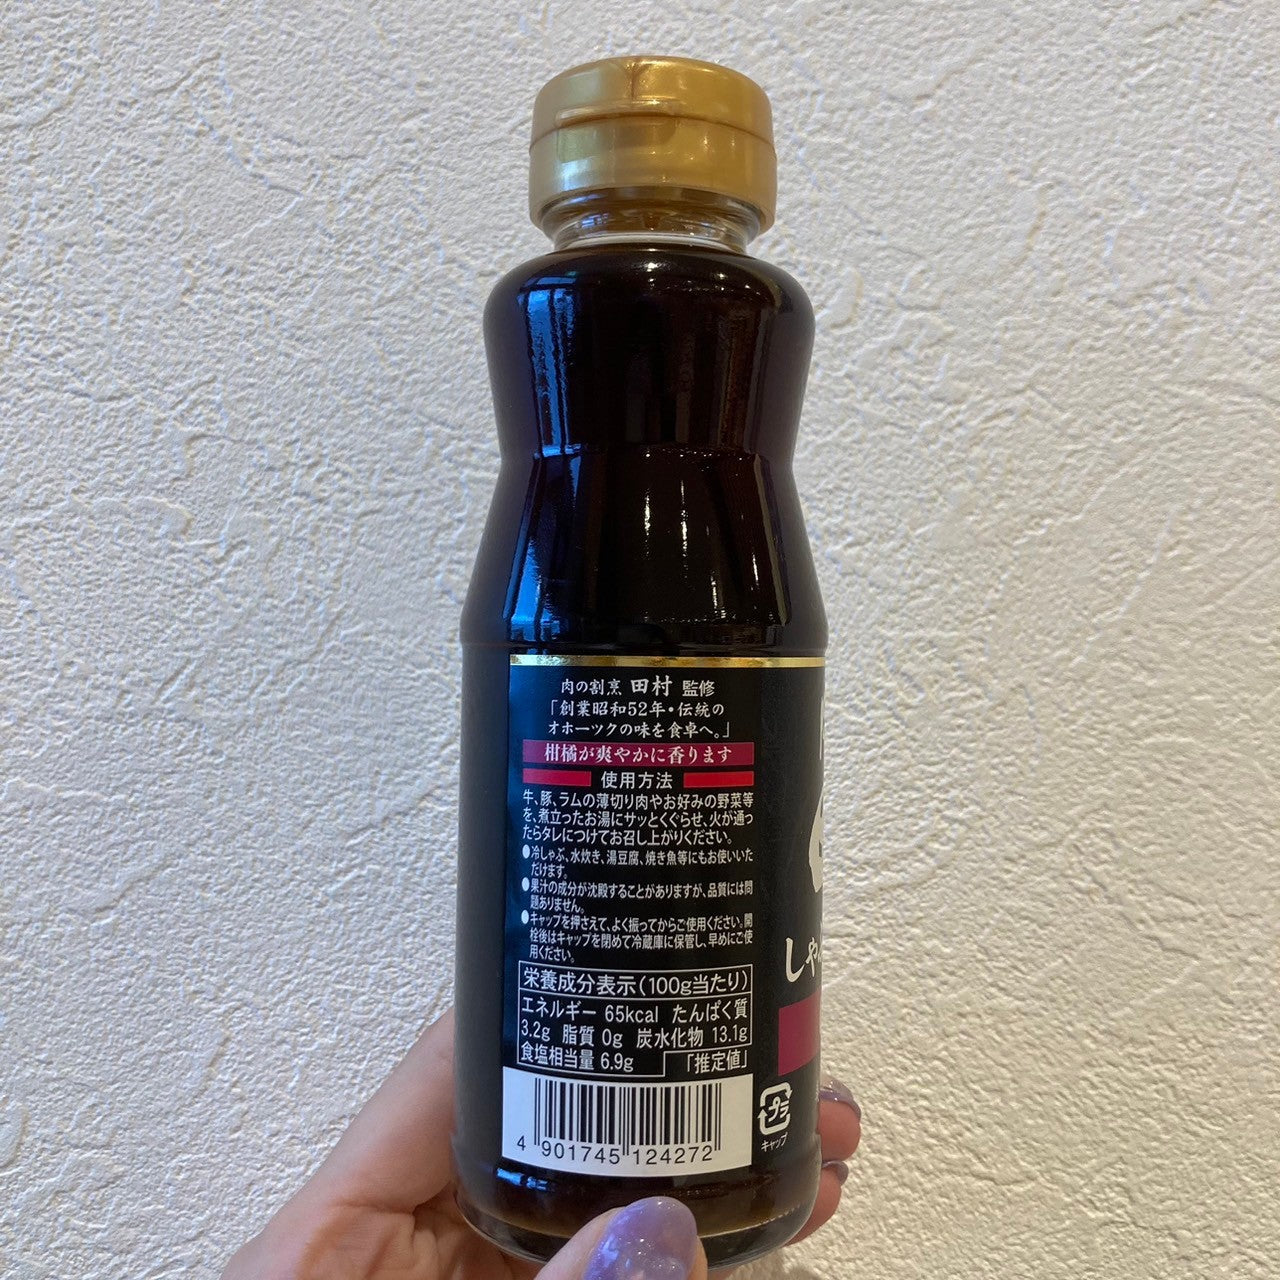 肉の割烹 田村 監修
「創業昭和52年・伝統の
オホーツクの味を食卓へ。」
柑橘が爽やかに香ります
使用方法
牛、豚、ラムの薄切り肉やお好みの野菜等
を、煮立ったお湯にサッとくぐらせ、火が通っ
たらタレにつけてお召し上がりください。
●冷しゃぶ、水炊き、湯豆腐、焼き魚等にもお使いいた
だけます。
●果汁の成分が沈殿することがありますが、品質には問
題ありません。
●キャップを押さえて、よく振ってからご使用ください。開
栓後はキャップを閉めて冷蔵庫に保管し、早めにご使
用ください。
栄養成分表示(100g当たり)
エネルギー 65kcal たんぱく質
3.2g 脂質 0g 炭水化物 13.1g
食塩相当量 6.9g 「推定値」
4 901745 124272
プラ
キャップ
しゃ